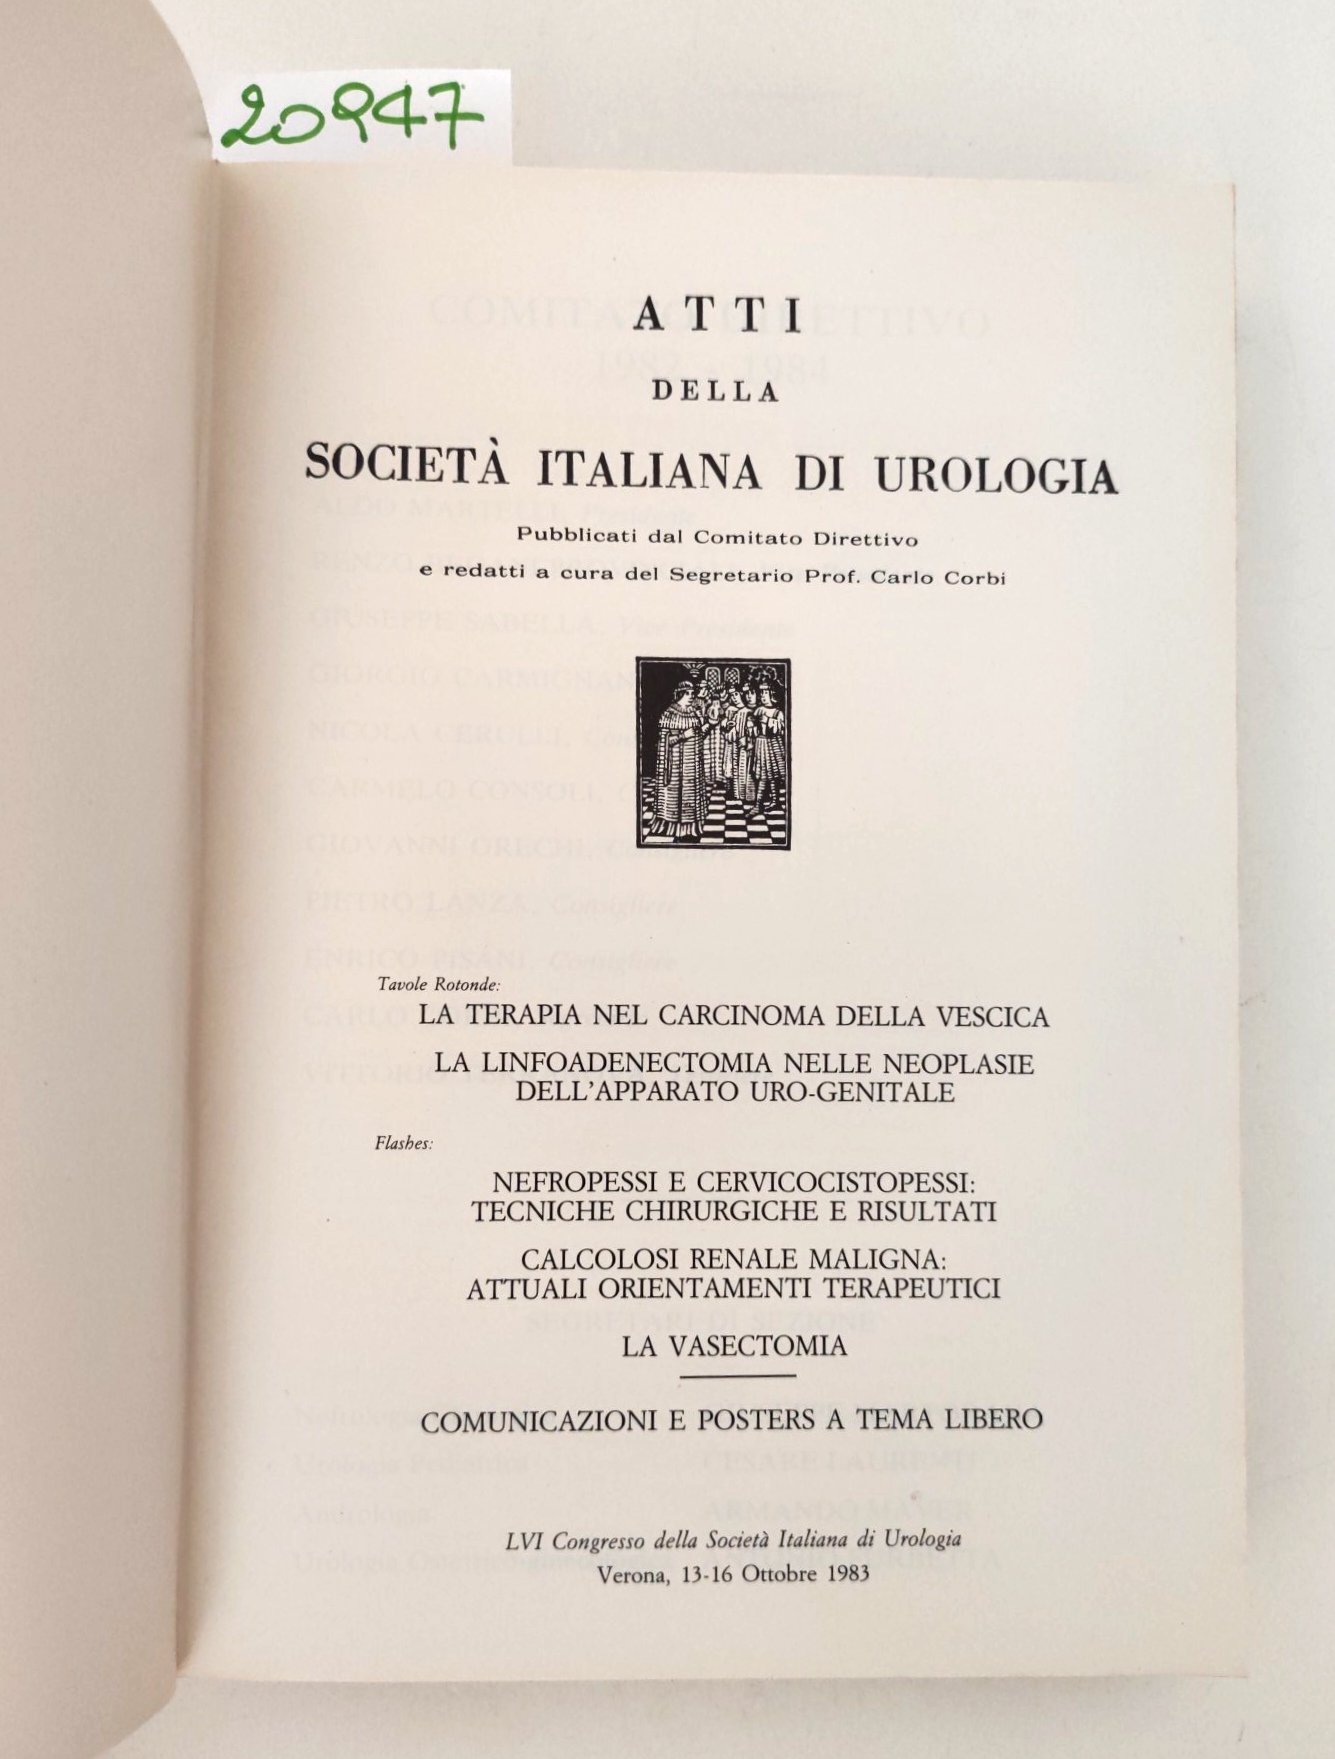 20947
ATTI
DELLA
SOCIETÀ ITALIANA DI UROLOGIA
Pubblicati dal Comitato Direttivo
e redatti a cura del Segretario Prof. Carlo Corbi
Tavole Rotonde:
LA TERAPIA NEL CARCINOMA DELLA VESCICA
LA LINFOADENECTOMIA NELLE NEOPLASIE
DELL'APPARATO URO-GENITALE
Flashes:
NEFROPESSI E CERVICOCISTOPESSI:
TECNICHE CHIRURGICHE E RISULTATI
CALCOLOSI RENALE MALIGNA:
ATTUALI ORIENTAMENTI TERAPEUTICI
LA VASECTOMIA
COMUNICAZIONI E POSTERS A TEMA LIBERO
LVI Congresso della Società Italiana di Urologia
Verona, 13-16 Ottobre 1983